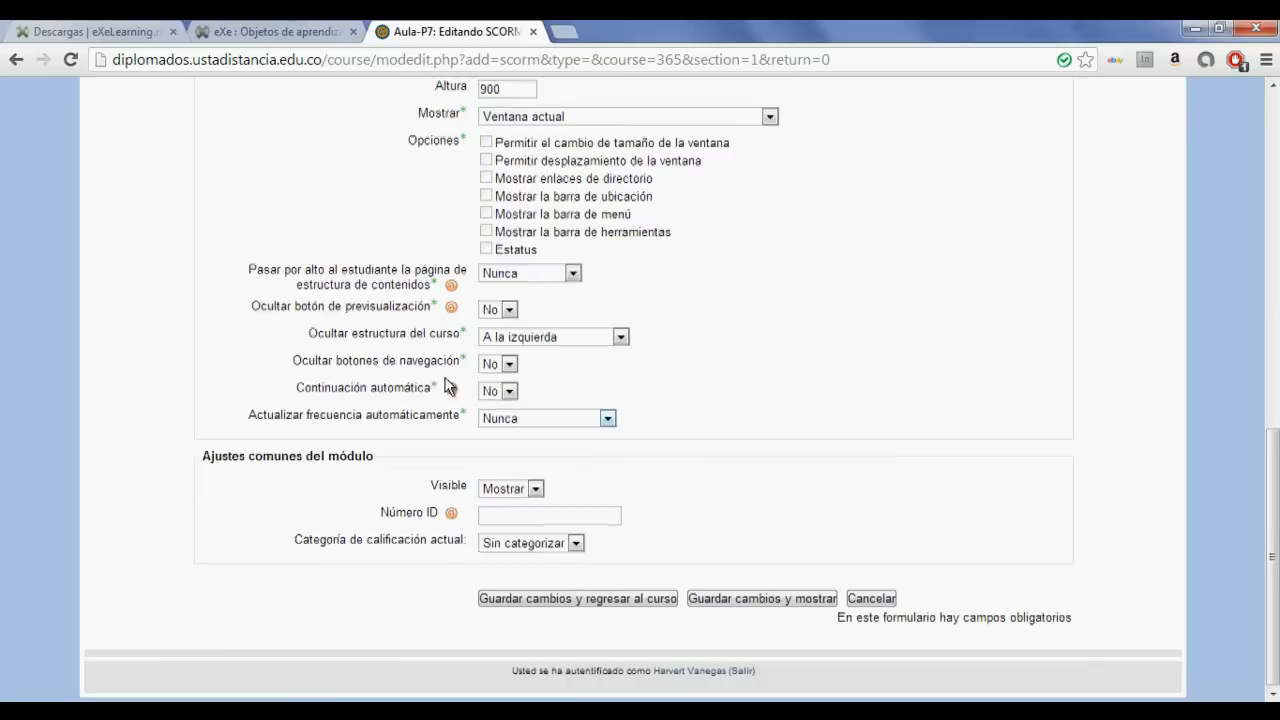 Descargas | eXeLearning.n
eXe : Objetos de aprendiz
Aula-P7: Editando SCORM
diplomados.ustadistancia.edu.co/course/modedit.php?add=scorm&type=&course=365&section=1&return=0
Altura 900
Mostrar* Ventana actual
Opciones* Permitir el cambio de tamaño de la ventana
Permitir desplazamiento de la ventana
Mostrar enlaces de directorio
Mostrar la barra de ubicación
Mostrar la barra de menú
Mostrar la barra de herramientas
Estatus
Pasar por alto al estudiante la página de
estructura de contenidos* Nunca
Ocultar botón de previsualización* No
Ocultar estructura del curso* A la izquierda
Ocultar botones de navegación* No
Continuación automática* No
Actualizar frecuencia automáticamente* Nunca
Ajustes comunes del módulo
Visible Mostrar
Número ID
Categoría de calificación actual: Sin categorizar
Guardar cambios y regresar al curso Guardar cambios y mostrar Cancelar
En este formulario hay campos obligatorios
Usted se ha autentificado como Harvert Vanegas (Salir)